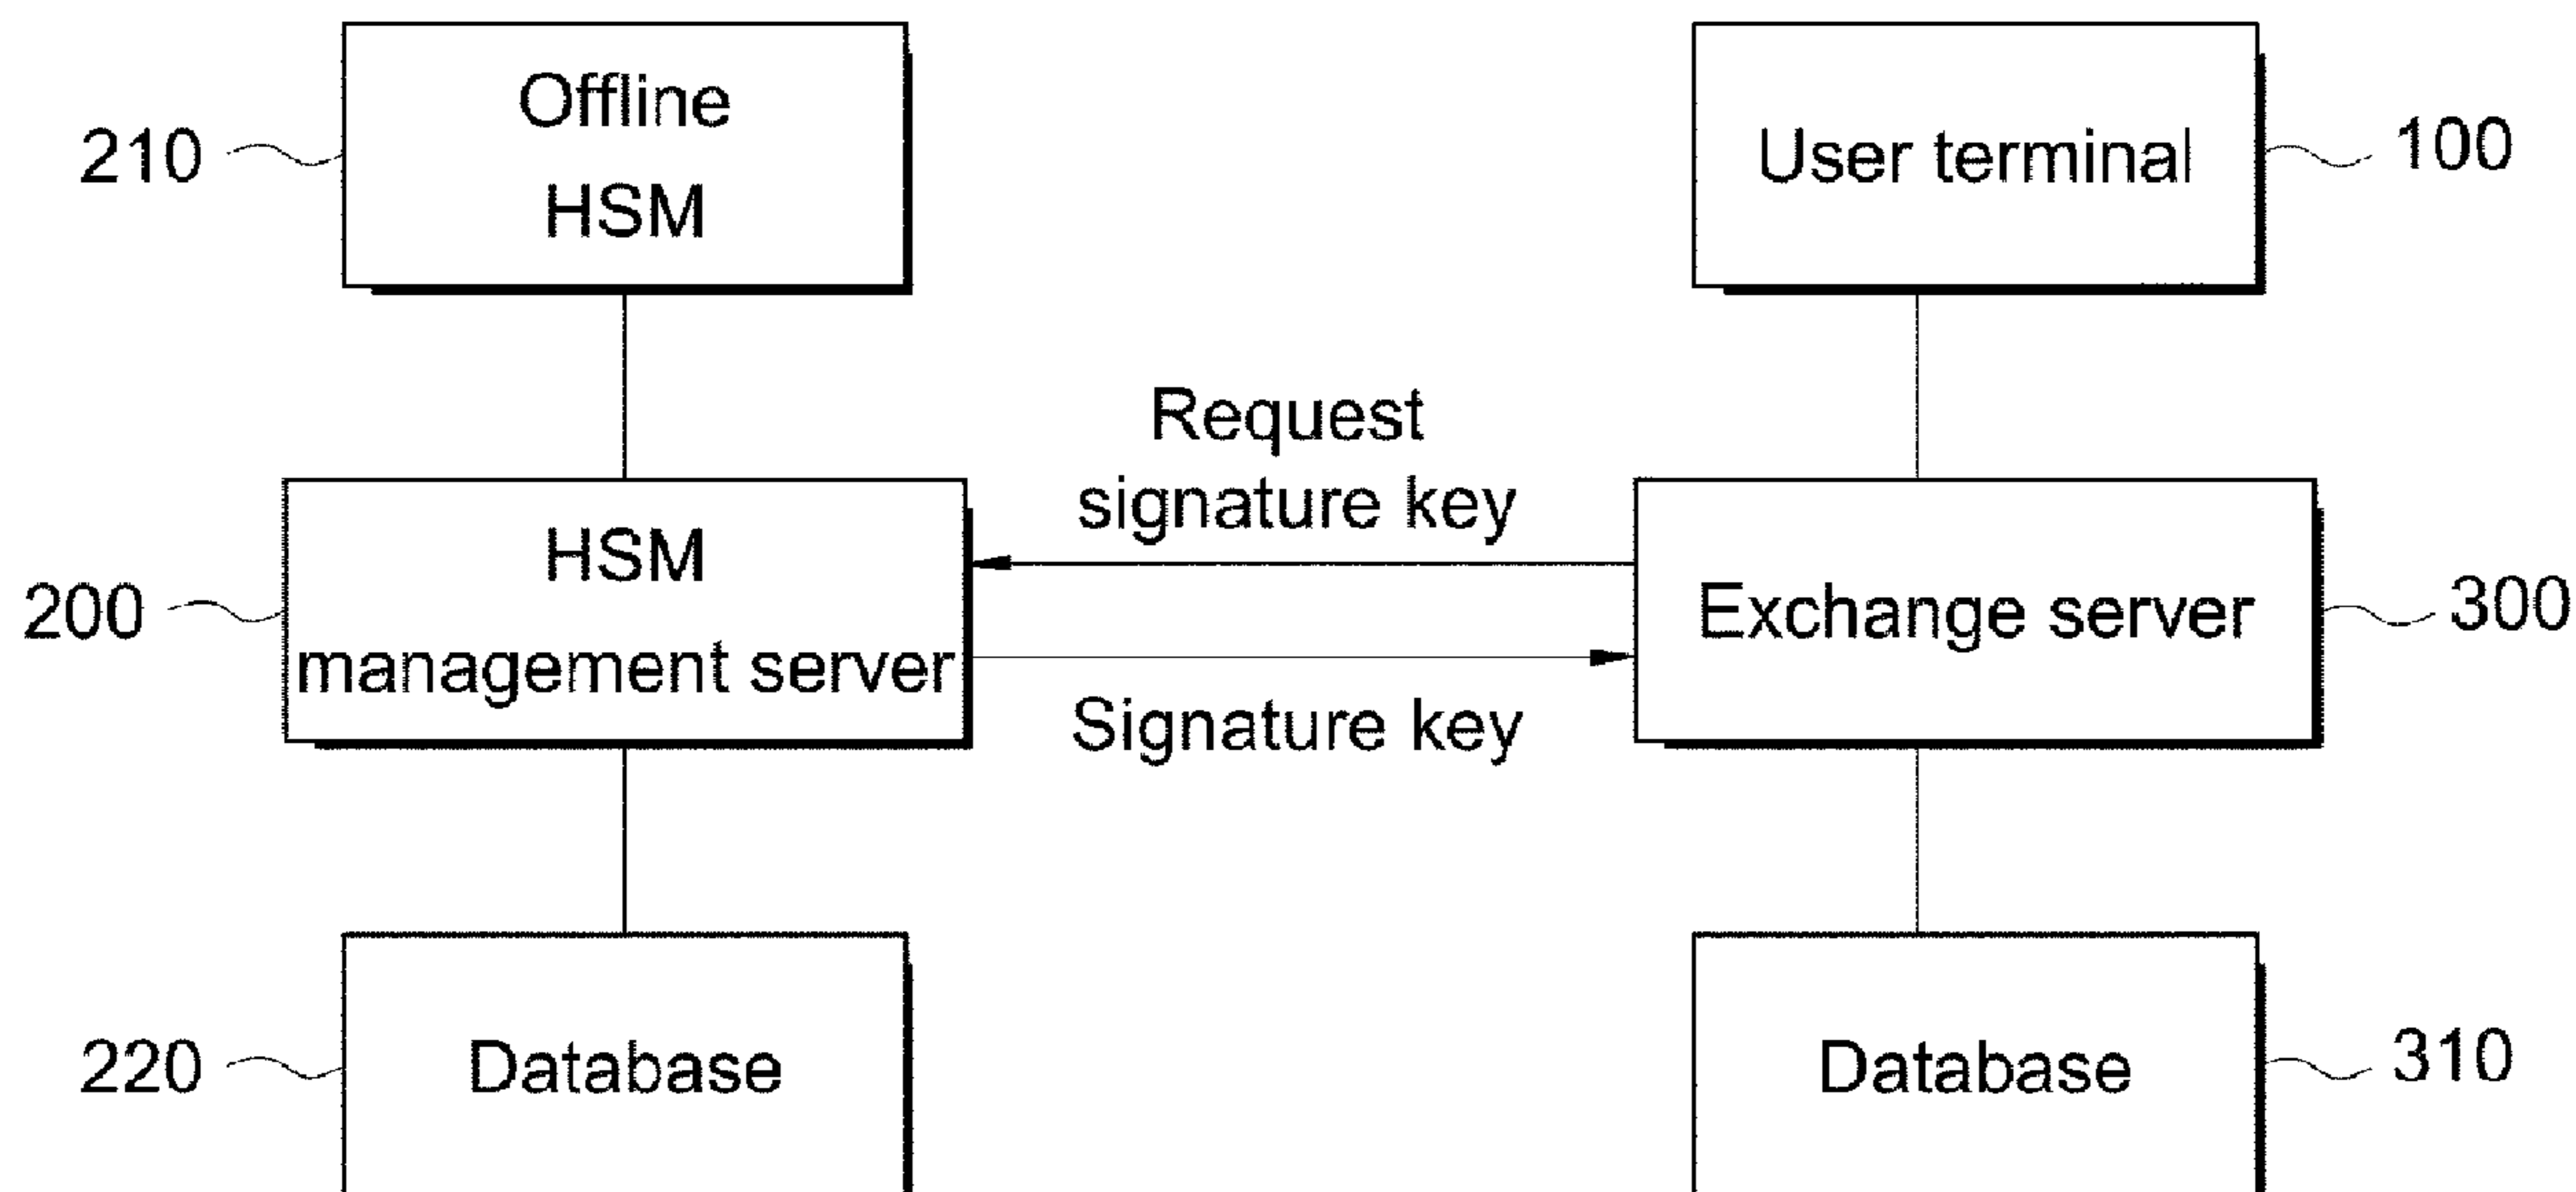 Offline
HSM
210
User terminal
100
Request
signature key
HSM
management server
200
Exchange server
300
Signature key
220
Database
Database
310